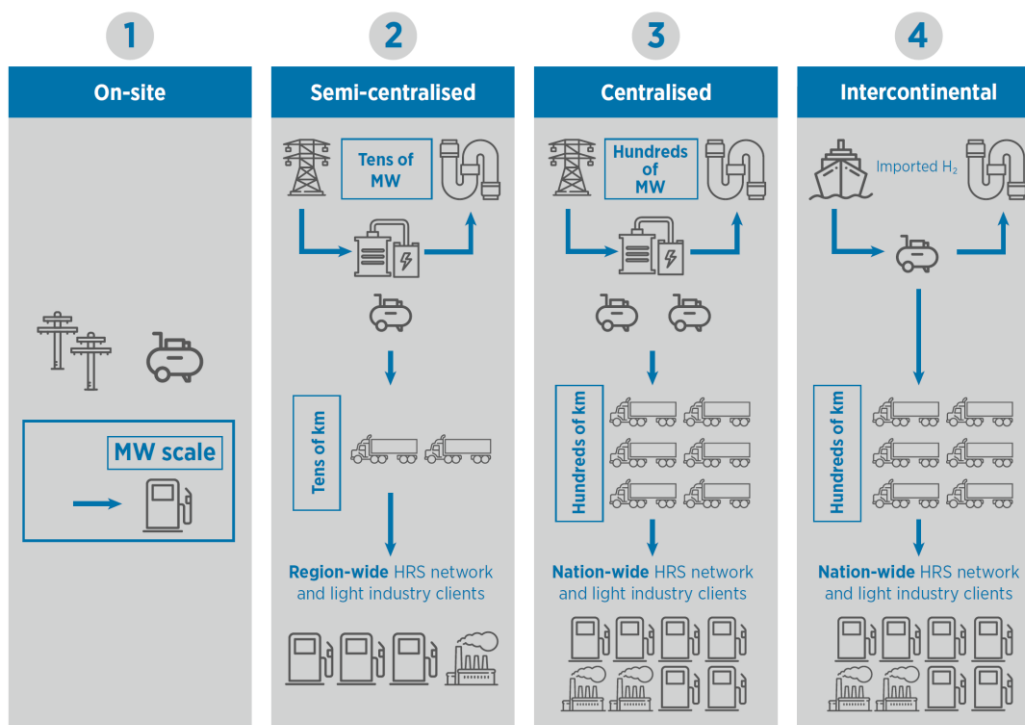 1
On-site
MW scale
2
Semi-centralised
Tens of
MW
Tens of km
Region-wide HRS network
and light industry clients
3
Centralised
Hundreds
of
MW
Hundreds of km
Nation-wide HRS network
and light industry clients
4
Intercontinental
Imported H₂
Hundreds of km
Nation-wide HRS network
and light industry clients